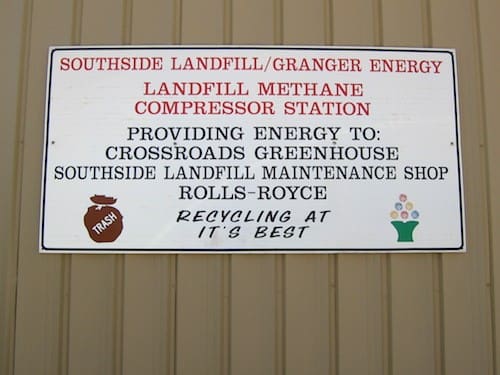 SOUTHSIDE LANDFILL/GRANGER ENERGY
LANDFILL METHANE
COMPRESSOR STATION
PROVIDING ENERGY TO:
CROSSROADS GREENHOUSE
SOUTHSIDE LANDFILL MAINTENANCE SHOP
ROLLS-ROYCE
RECYCLING AT
IT'S BEST
TRASH